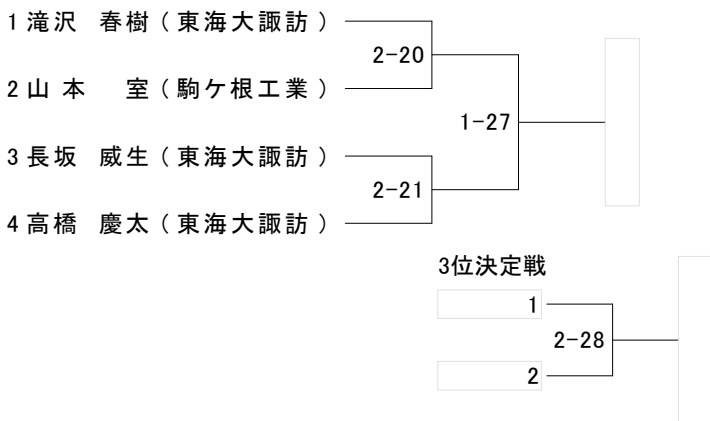 1 滝沢　春樹 ( 東海大諏訪 )
2-20
2 山 本　室 ( 駒ケ根工業 )
1-27
3 長坂　威生 ( 東海大諏訪 )
2-21
4 高橋　慶太 ( 東海大諏訪 )
3位決定戦
1
2-28
2